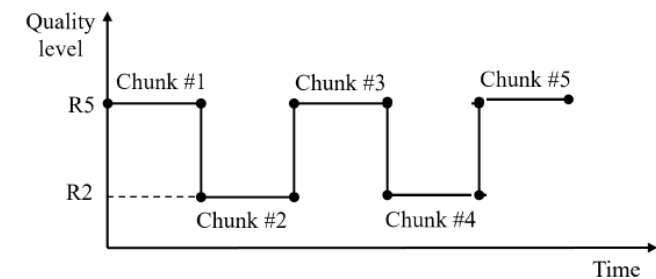 Quality
level
Chunk #1
Chunk #3
Chunk #5
R5
R2
Chunk #2
Chunk #4
Time